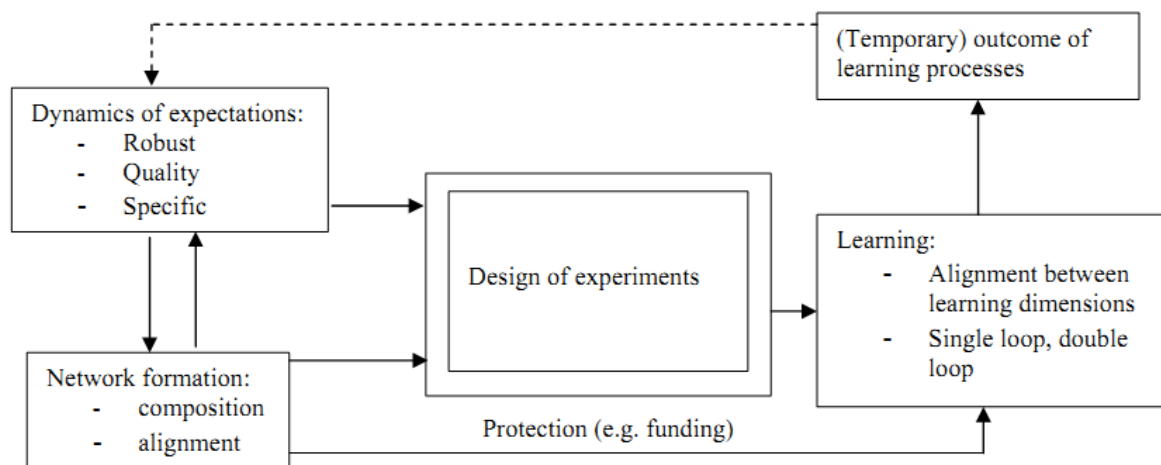 (Temporary) outcome of
learning processes
Dynamics of expectations:
- Robust
- Quality
- Specific
Design of experiments
Learning:
- Alignment between
learning dimensions
- Single loop, double
loop
Network formation:
- composition
- alignment
Protection (e.g. funding)